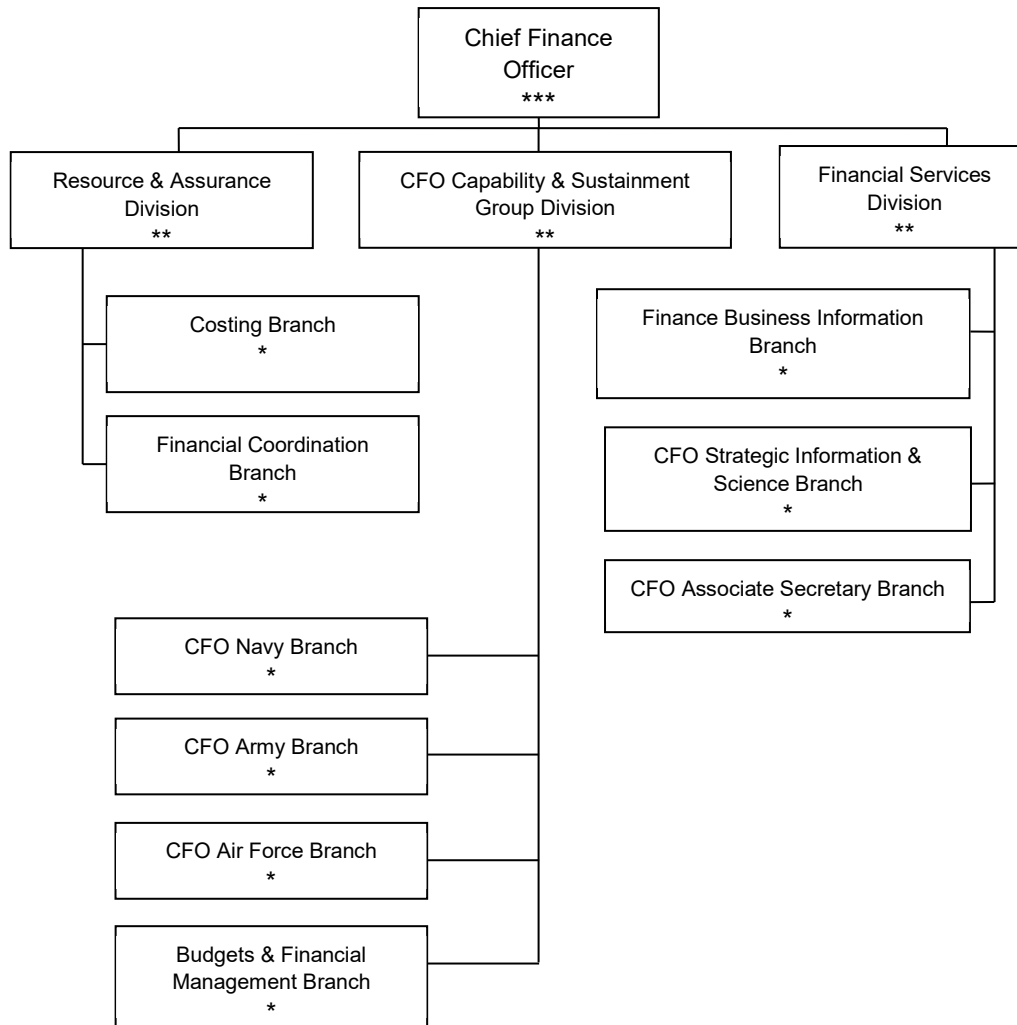 Chief Finance
Officer
***
Resource & Assurance
Division
**
CFO Capability & Sustainment
Group Division
**
Financial Services
Division
**
Costing Branch
*
Financial Coordination
Branch
*
Finance Business Information
Branch
*
CFO Strategic Information &
Science Branch
*
CFO Associate Secretary Branch
*
CFO Navy Branch
*
CFO Army Branch
*
CFO Air Force Branch
*
Budgets & Financial
Management Branch
*